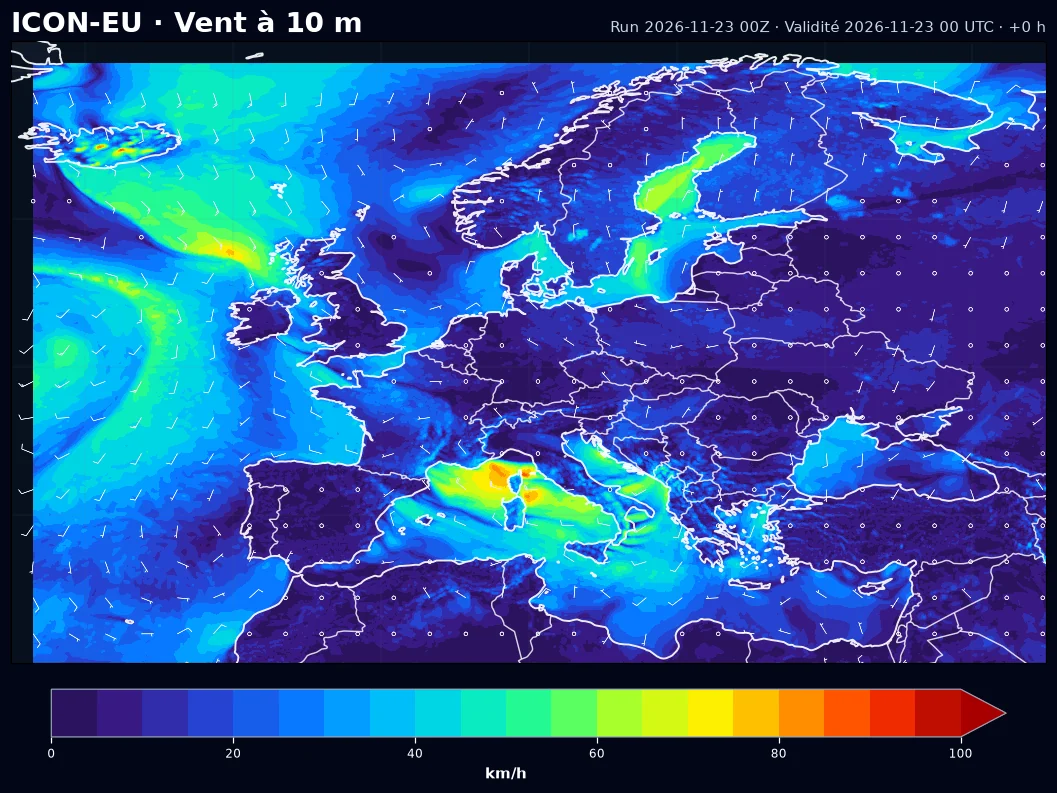 ICON-EU · Vent à 10 m
Run 2026-11-23 00Z · Validité 2026-11-23 00 UTC · +0 h
0 20 40 60 80 100
km/h